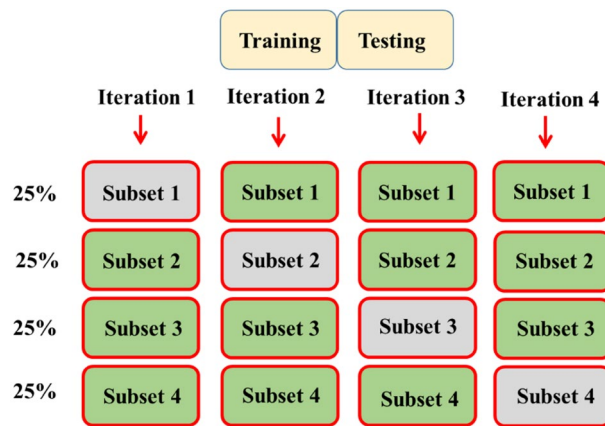 Training Testing
Iteration 1 Iteration 2 Iteration 3 Iteration 4
25% Subset 1 Subset 1 Subset 1 Subset 1
25% Subset 2 Subset 2 Subset 2 Subset 2
25% Subset 3 Subset 3 Subset 3 Subset 3
25% Subset 4 Subset 4 Subset 4 Subset 4